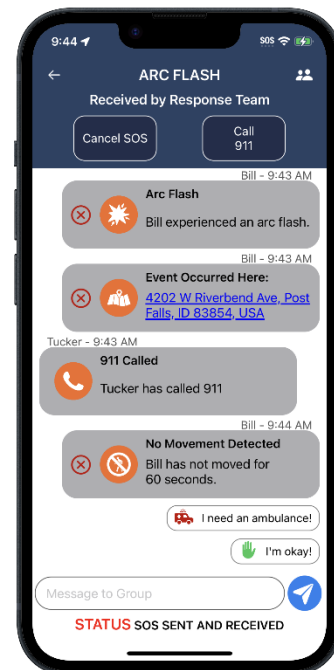 9:44
SOS
ARC FLASH
Received by Response Team
Cancel SOS
Call
911
Bill - 9:43 AM
Arc Flash
Bill experienced an arc flash.
Bill - 9:43 AM
Event Occurred Here:
4202 W Riverbend Ave, Post
Falls, ID 83854, USA
Tucker - 9:43 AM
911 Called
Tucker has called 911
Bill - 9:44 AM
No Movement Detected
Bill has not moved for
60 seconds.
I need an ambulance!
I'm okay!
Message to Group
STATUS SOS SENT AND RECEIVED